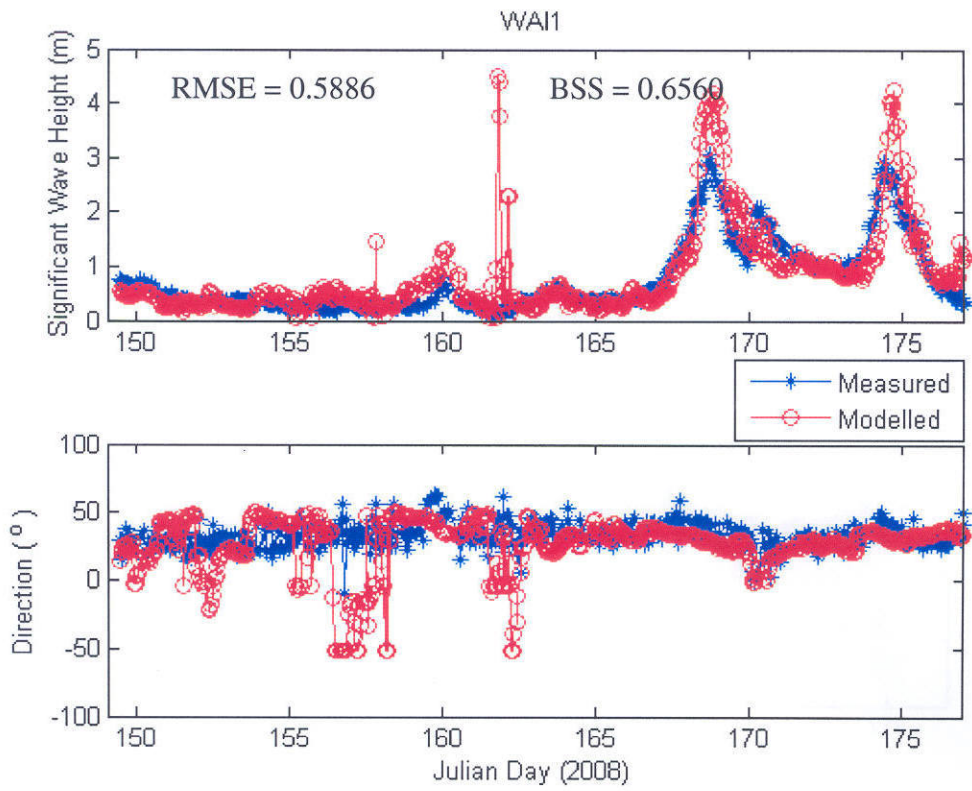 WAI1
RMSE = 0.5886
BSS = 0.6560
Significant Wave Height (m)
5
4
3
2
1
0
150
155
160
165
170
175
Measured
Modelled
Direction ( º )
100
50
0
-50
-100
150
155
160
165
170
175
Julian Day (2008)